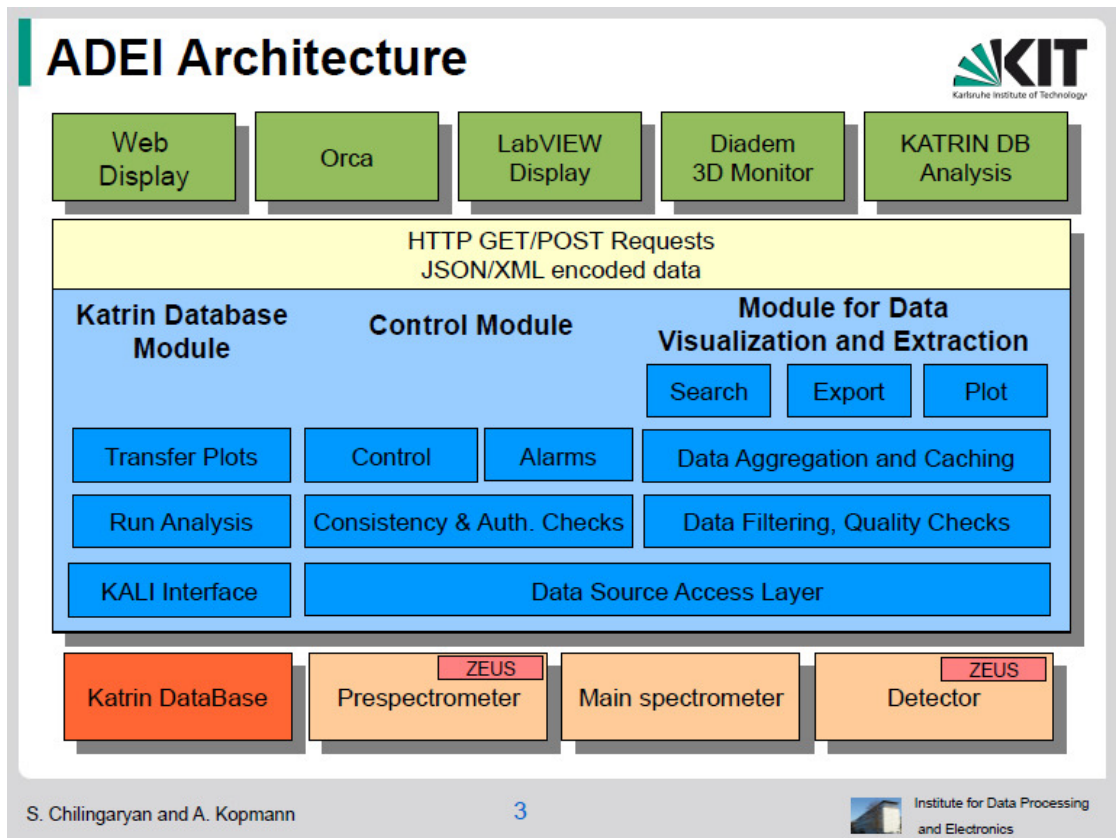 ADEI Architecture
KIT
Karlsruhe Institute of Technology
Web
Display
Orca
LabVIEW
Display
Diadem
3D Monitor
KATRIN DB
Analysis
HTTP GET/POST Requests
JSON/XML encoded data
Katrin Database
Module
Control Module
Module for Data
Visualization and Extraction
Search
Export
Plot
Transfer Plots
Control
Alarms
Data Aggregation and Caching
Run Analysis
Consistency & Auth. Checks
Data Filtering, Quality Checks
KALI Interface
Data Source Access Layer
Katrin DataBase
ZEUS
Prespectrometer
Main spectrometer
ZEUS
Detector
S. Chilingaryan and A. Kopmann
3
Institute for Data Processing
and Electronics